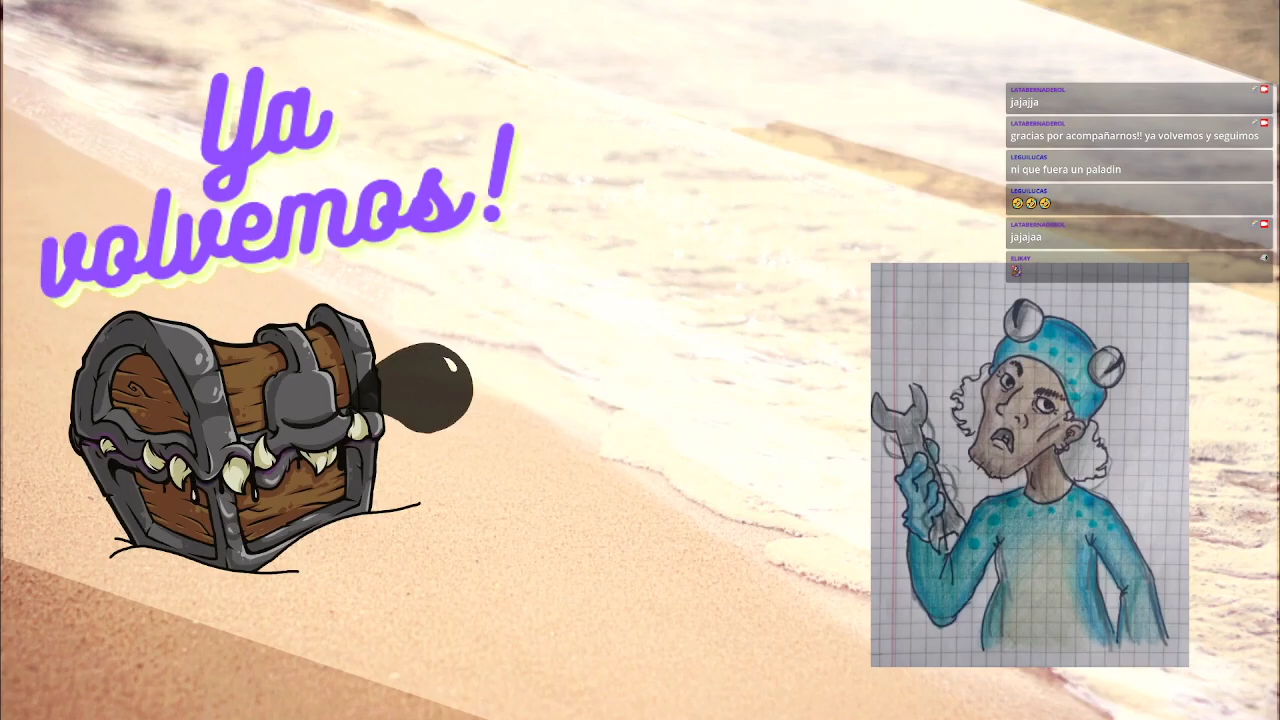 Ya
volvemos!
LATABERNADEROL
jajajja
LATABERNADEROL
gracias por acompañarnos!! ya volvemos y seguimos
LEGUILUCAS
ni que fuera un paladin
LEGUILUCAS
🤣🤣🤣
LATABERNADEROL
jajajaa
ELIK4Y